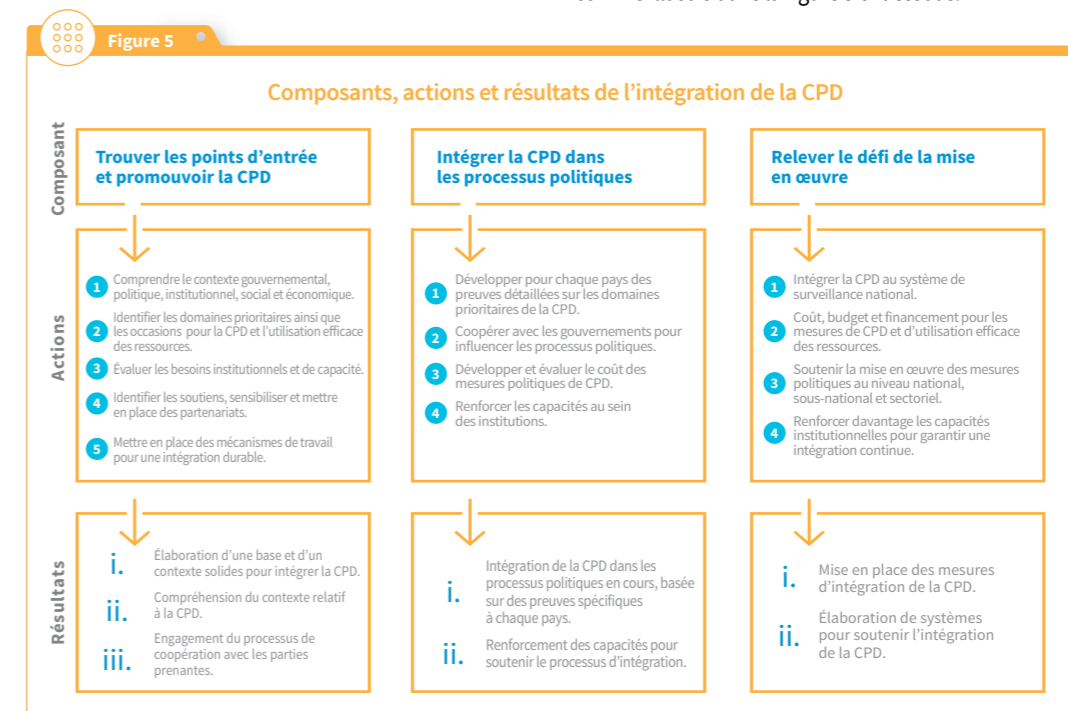 Figure 5
Composants, actions et résultats de l'intégration de la CPD
Composant
Trouver les points d'entrée
et promouvoir la CPD
Intégrer la CPD dans
les processus politiques
Relever le défi de la mise
en œuvre
Actions
1 Comprendre le contexte gouvernemental,
politique, institutionnel, social et économique.
2 Identifier les domaines prioritaires ainsi que
les occasions pour la CPD et l'utilisation efficace
des ressources.
3 Évaluer les besoins institutionnels et de capacité.
4 Identifier les soutiens, sensibiliser et mettre
en place des partenariats.
5 Mettre en place des mécanismes de travail
pour une intégration durable.
1 Développer pour chaque pays des
preuves détaillées sur les domaines
prioritaires de la CPD.
2 Coopérer avec les gouvernements pour
influencer les processus politiques.
3 Développer et évaluer le coût des
mesures politiques de CPD.
4 Renforcer les capacités au sein
des institutions.
1 Intégrer la CPD au système de
surveillance national.
2 Coût, budget et financement pour les
mesures de CPD et d'utilisation efficace
des ressources.
3 Soutenir la mise en œuvre des mesures
politiques au niveau national,
sous-national et sectoriel.
4 Renforcer davantage les capacités
institutionnelles pour garantir une
intégration continue.
Résultats
i. Élaboration d'une base et d'un
contexte solides pour intégrer la CPD.
ii. Compréhension du contexte relatif
à la CPD.
iii. Engagement du processus de
coopération avec les parties
prenantes.
i. Intégration de la CPD dans les
processus politiques en cours, basée
sur des preuves spécifiques
à chaque pays.
ii. Renforcement des capacités pour
soutenir le processus d'intégration.
i. Mise en place des mesures
d'intégration de la CPD.
ii. Élaboration de systèmes
pour soutenir l'intégration
de la CPD.